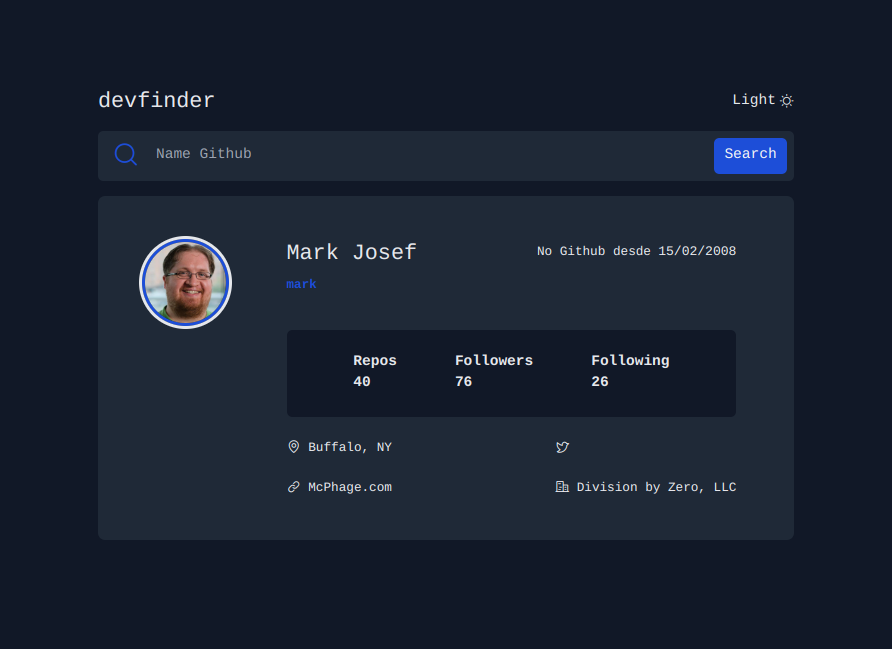 devfinder
Light
Name Github
Search
Mark Josef
No Github desde 15/02/2008
mark
Repos Followers Following
40 76 26
Buffalo, NY
McPhage.com
Division by Zero, LLC